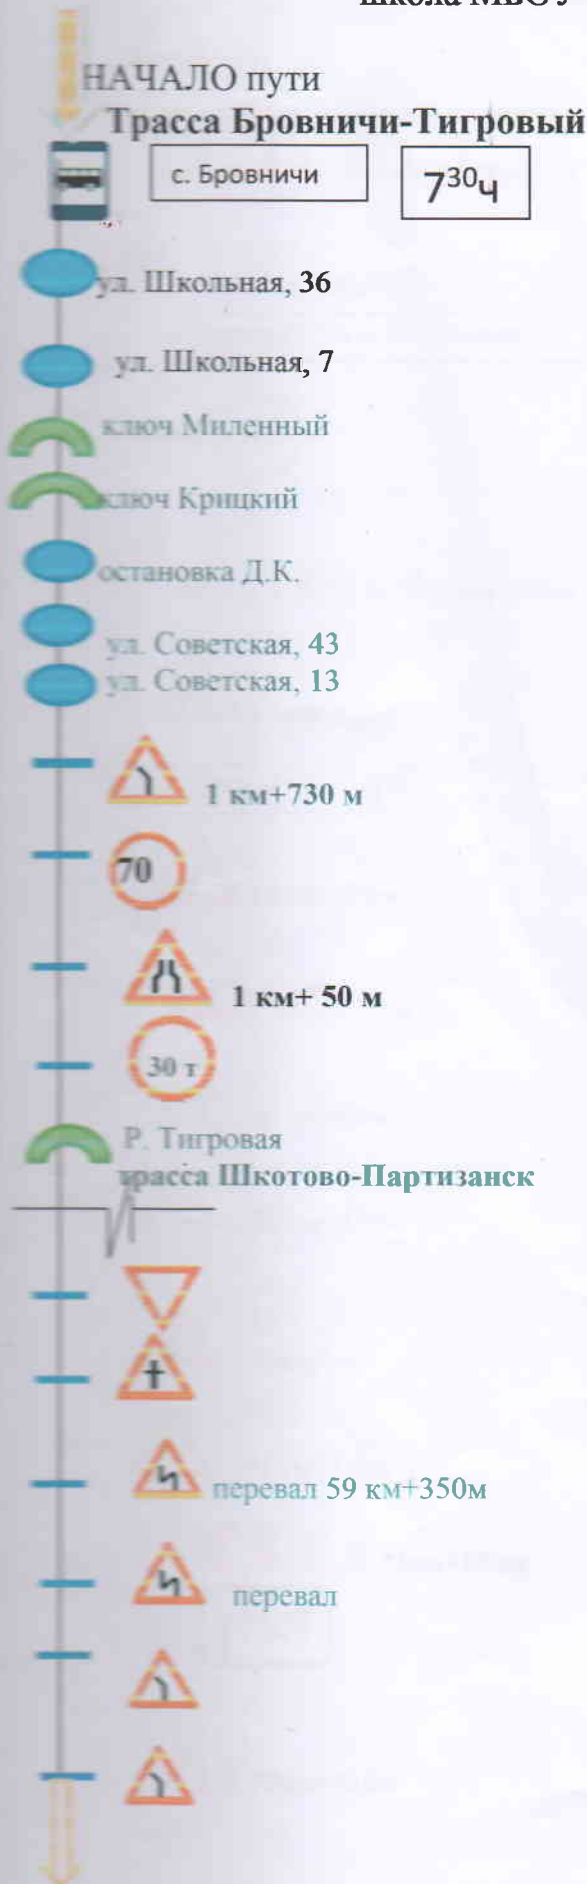 НАЧАЛО пути
Трасса Бровничи-Тигровый
с. Бровничи
7³⁰ч
ул. Школьная, 36
ул. Школьная, 7
ключ Миленный
ключ Крицкий
остановка Д.К.
ул. Советская, 43
ул. Советская, 13
1 км+730 м
70
1 км+ 50 м
30 т
Р. Тигровая
трасса Шкотово-Партизанск
перевал 59 км+350м
перевал